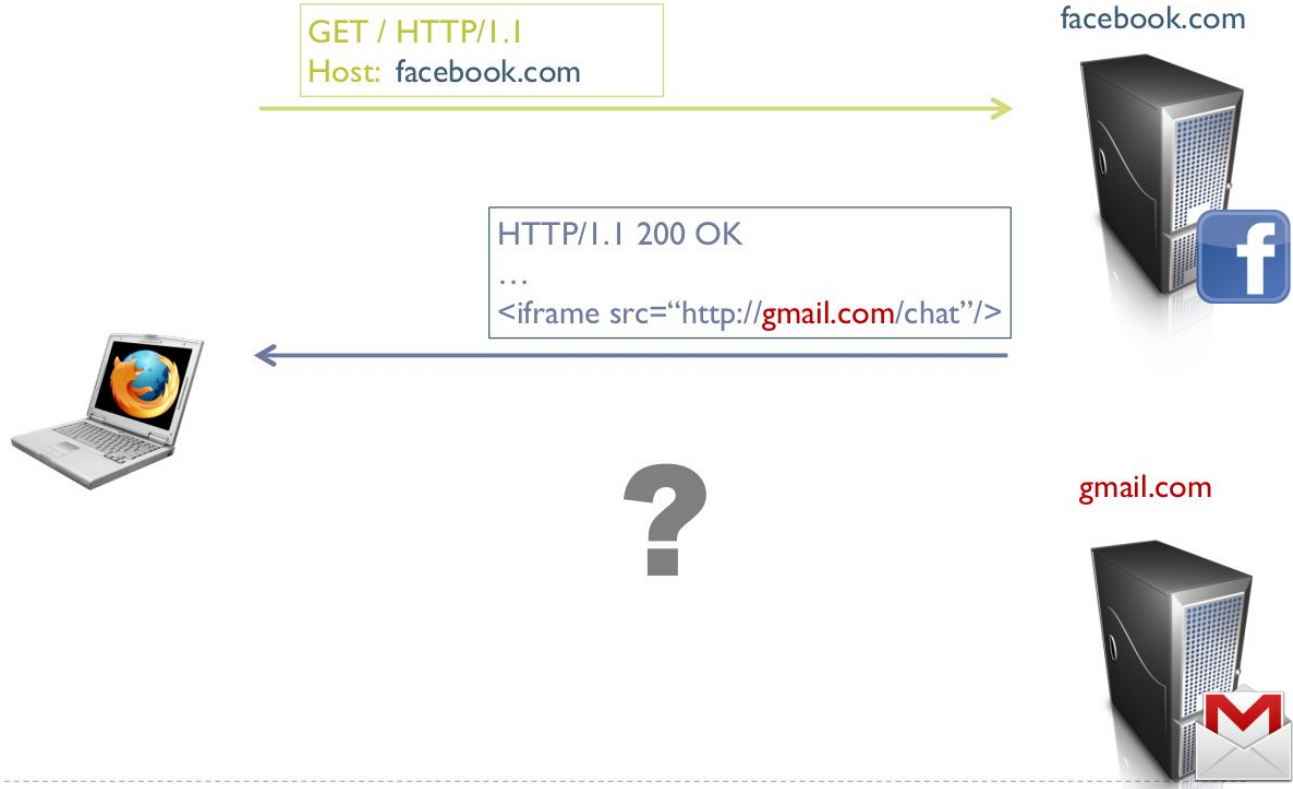 facebook.com
GET / HTTP/1.1
Host: facebook.com
HTTP/1.1 200 OK
…
<iframe src=“http://gmail.com/chat”/>
f
?
gmail.com
M